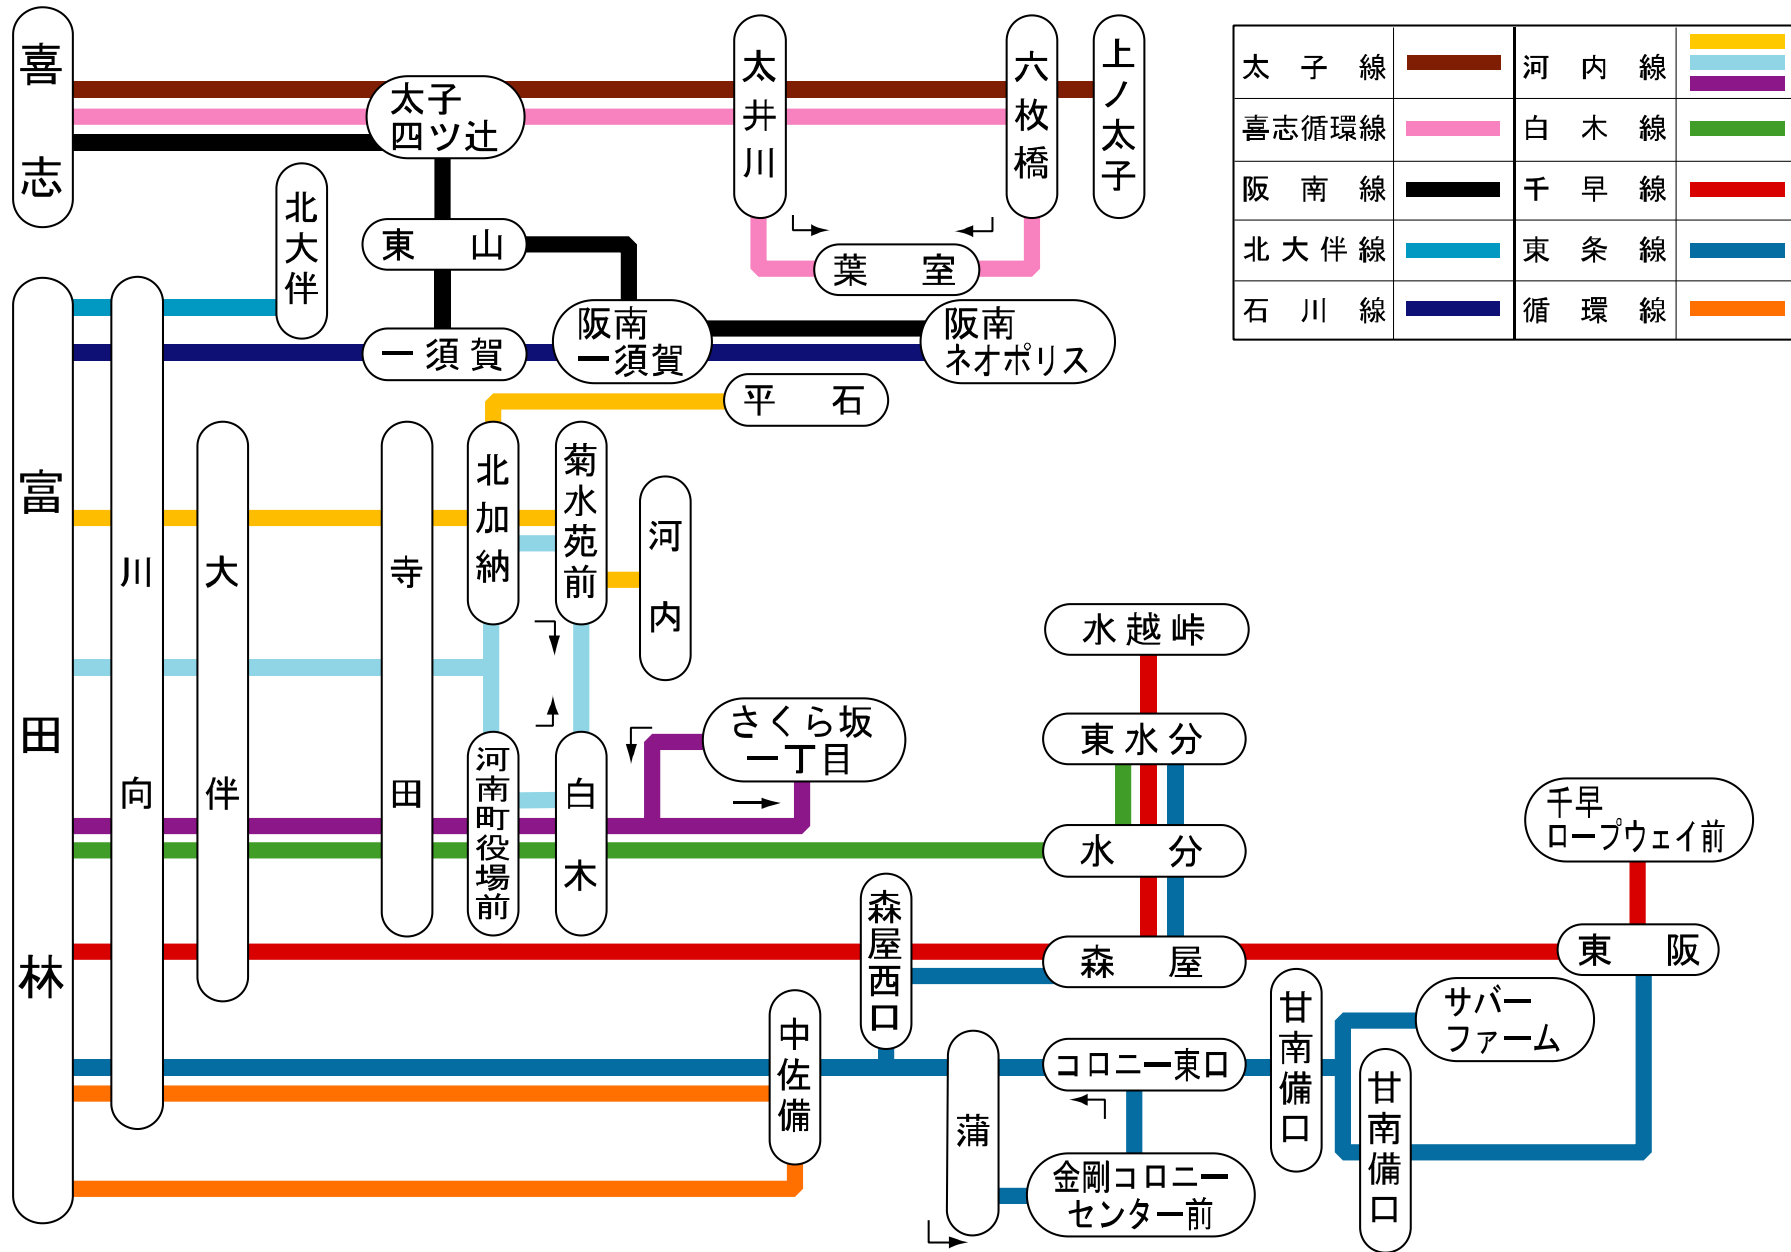 喜志
太子
四ツ辻
太井川
六枚橋
上ノ太子
北大伴
東山
葉室
一須賀
阪南
一須賀
阪南
ネオポリス
平石
富田林
川向
大伴
寺田
北加納
菊水苑前
河内
河南町役場前
白木
さくら坂
一丁目
水越峠
東水分
水分
森屋
森屋西口
千早
ロープウェイ前
東阪
中佐備
蒲
コロニー東口
金剛コロニー
センター前
甘南備口
甘南備口
サバー
ファーム
太子線
河内線
喜志循環線
白木線
阪南線
千早線
北大伴線
東条線
石川線
循環線